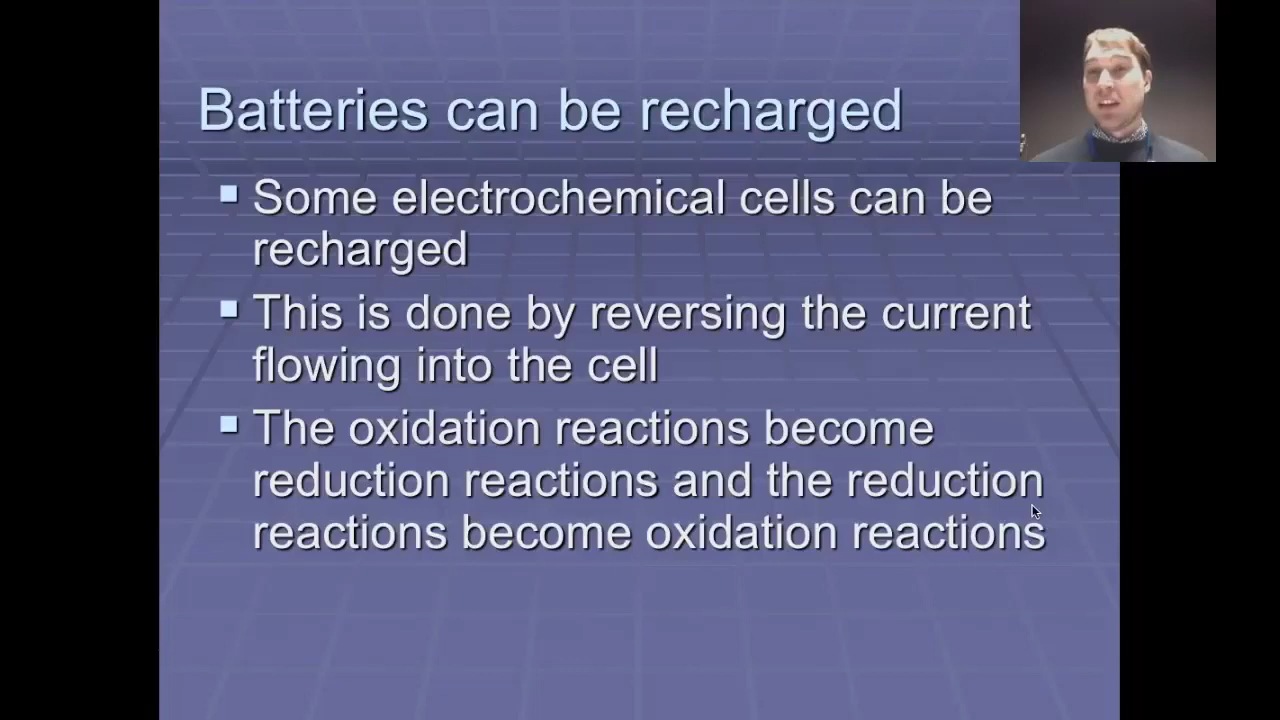 Batteries can be recharged
Some electrochemical cells can be
recharged
This is done by reversing the current
flowing into the cell
The oxidation reactions become
reduction reactions and the reduction
reactions become oxidation reactions